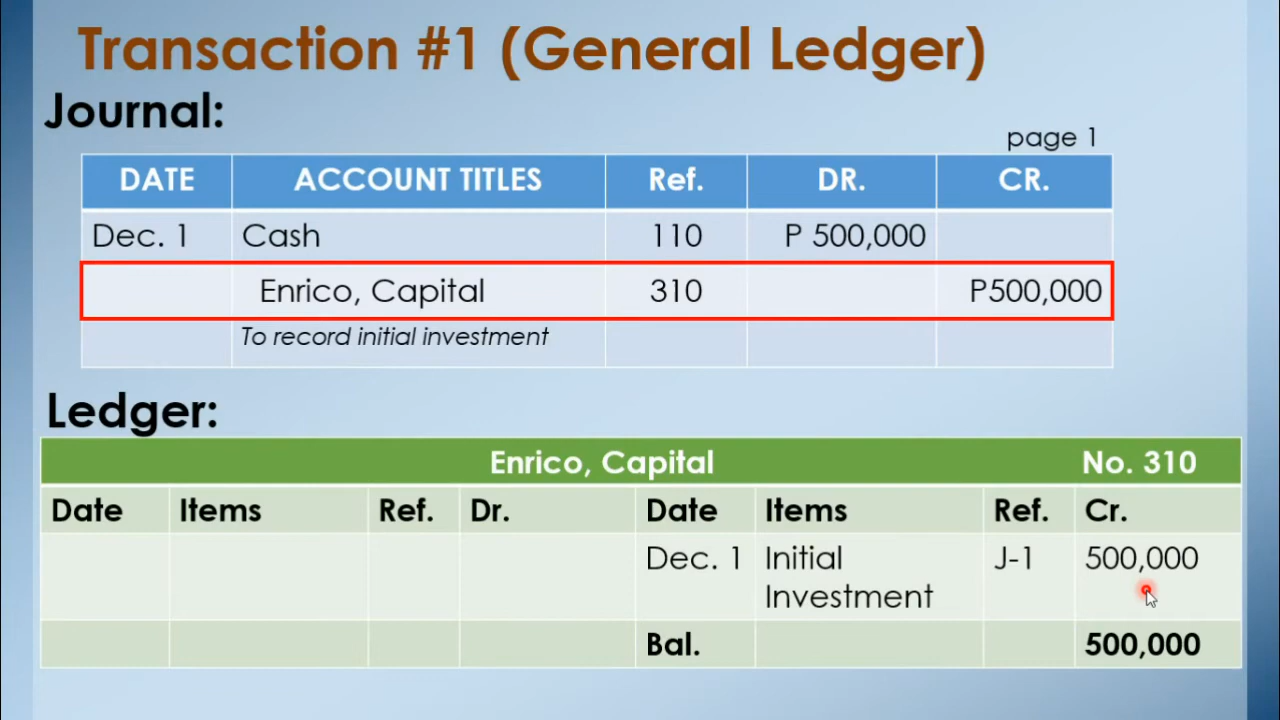 Transaction #1 (General Ledger)
Journal:
page 1
DATE ACCOUNT TITLES Ref. DR. CR.
Dec. 1 Cash 110 P 500,000
Enrico, Capital 310 P500,000
To record initial investment
Ledger:
Enrico, Capital No. 310
Date Items Ref. Dr. Date Items Ref. Cr.
Dec. 1 Initial J-1 500,000
Investment
Bal. 500,000